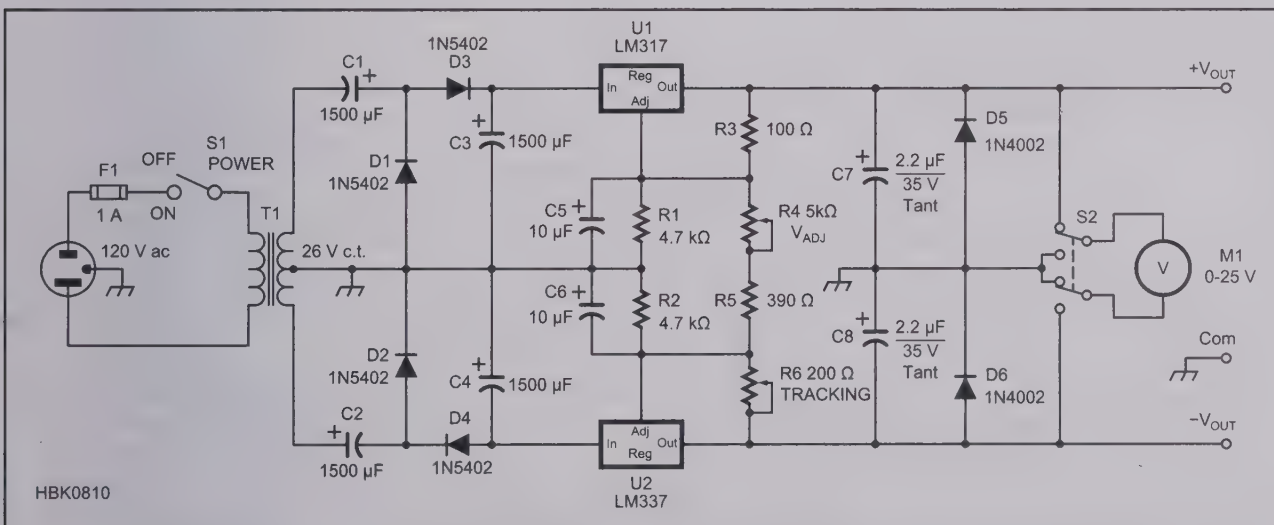 U1
LM317
1N5402
D3
C1
+
1500 µF
In
Reg
Adj
Out
+V_OUT
OFF
S1
POWER
F1
1 A
ON
T1
120 V ac
26 V c.t.
D1
1N5402
+
C3
1500 µF
R3
100 Ω
C5
10 µF
+
R1
4.7 kΩ
R4 5kΩ
V_ADJ
+
C7
2.2 µF
35 V
Tant
D5
1N4002
S2
V
M1
0-25 V
C6
10 µF
+
R2
4.7 kΩ
R5
390 Ω
D2
1N5402
+
C4
1500 µF
+
C8
2.2 µF
35 V
Tant
D6
1N4002
Com
R6 200 Ω
TRACKING
C2
+
1500 µF
D4
1N5402
In
Adj
Reg
Out
−V_OUT
U2
LM337
HBK0810